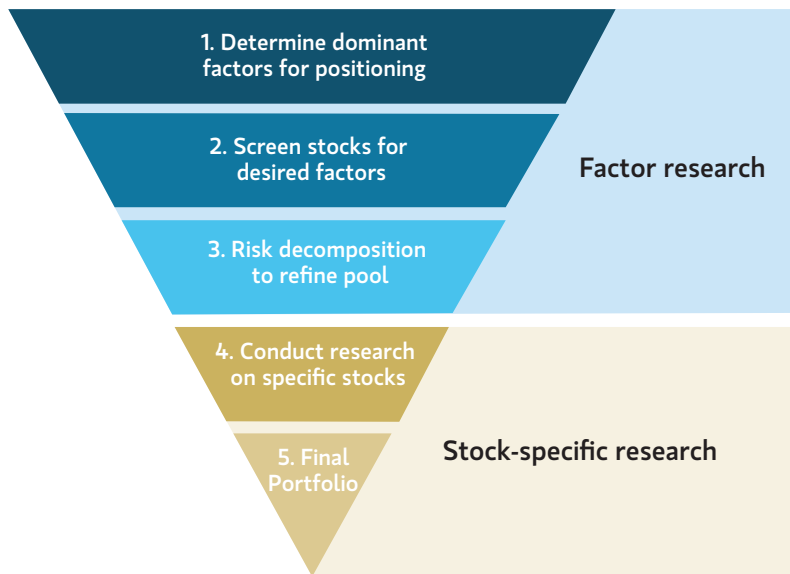 1. Determine dominant
factors for positioning
2. Screen stocks for
desired factors
Factor research
3. Risk decomposition
to refine pool
4. Conduct research
on specific stocks
Stock-specific research
5. Final
Portfolio